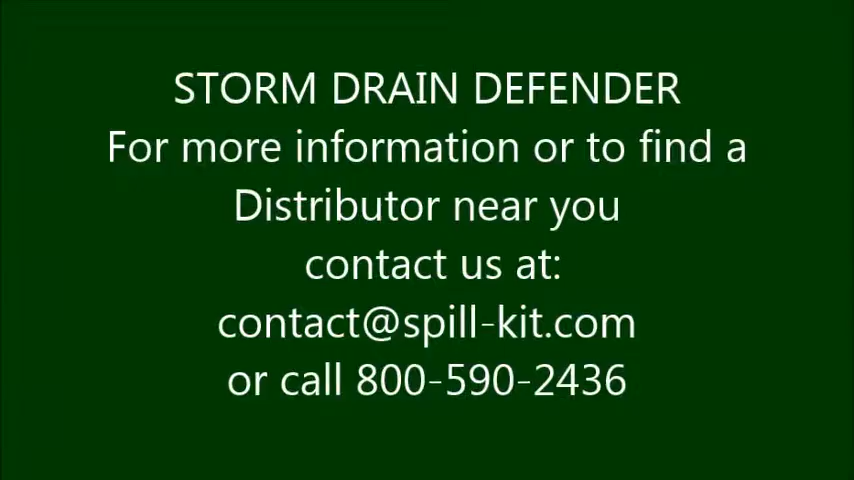 STORM DRAIN DEFENDER
For more information or to find a
Distributor near you
contact us at:
contact@spill-kit.com
or call 800-590-2436